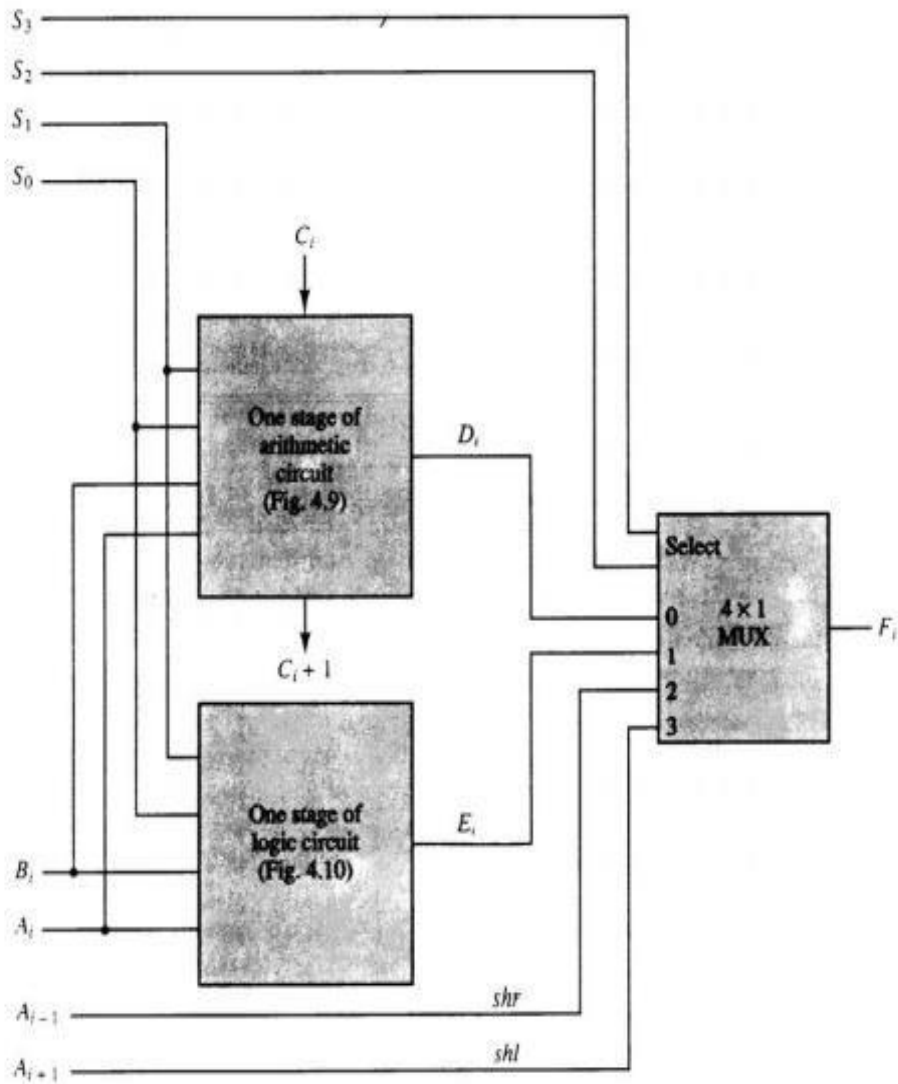 S₃
S₂
S₁
S₀
Cᵢ
One stage of
arithmetic
circuit
(Fig. 4.9)
Dᵢ
Select
0
1
2
3
4 × 1
MUX
Fᵢ
Cᵢ + 1
One stage of
logic circuit
(Fig. 4.10)
Eᵢ
Bᵢ
Aᵢ
Aᵢ₋₁
shr
Aᵢ₊₁
shl